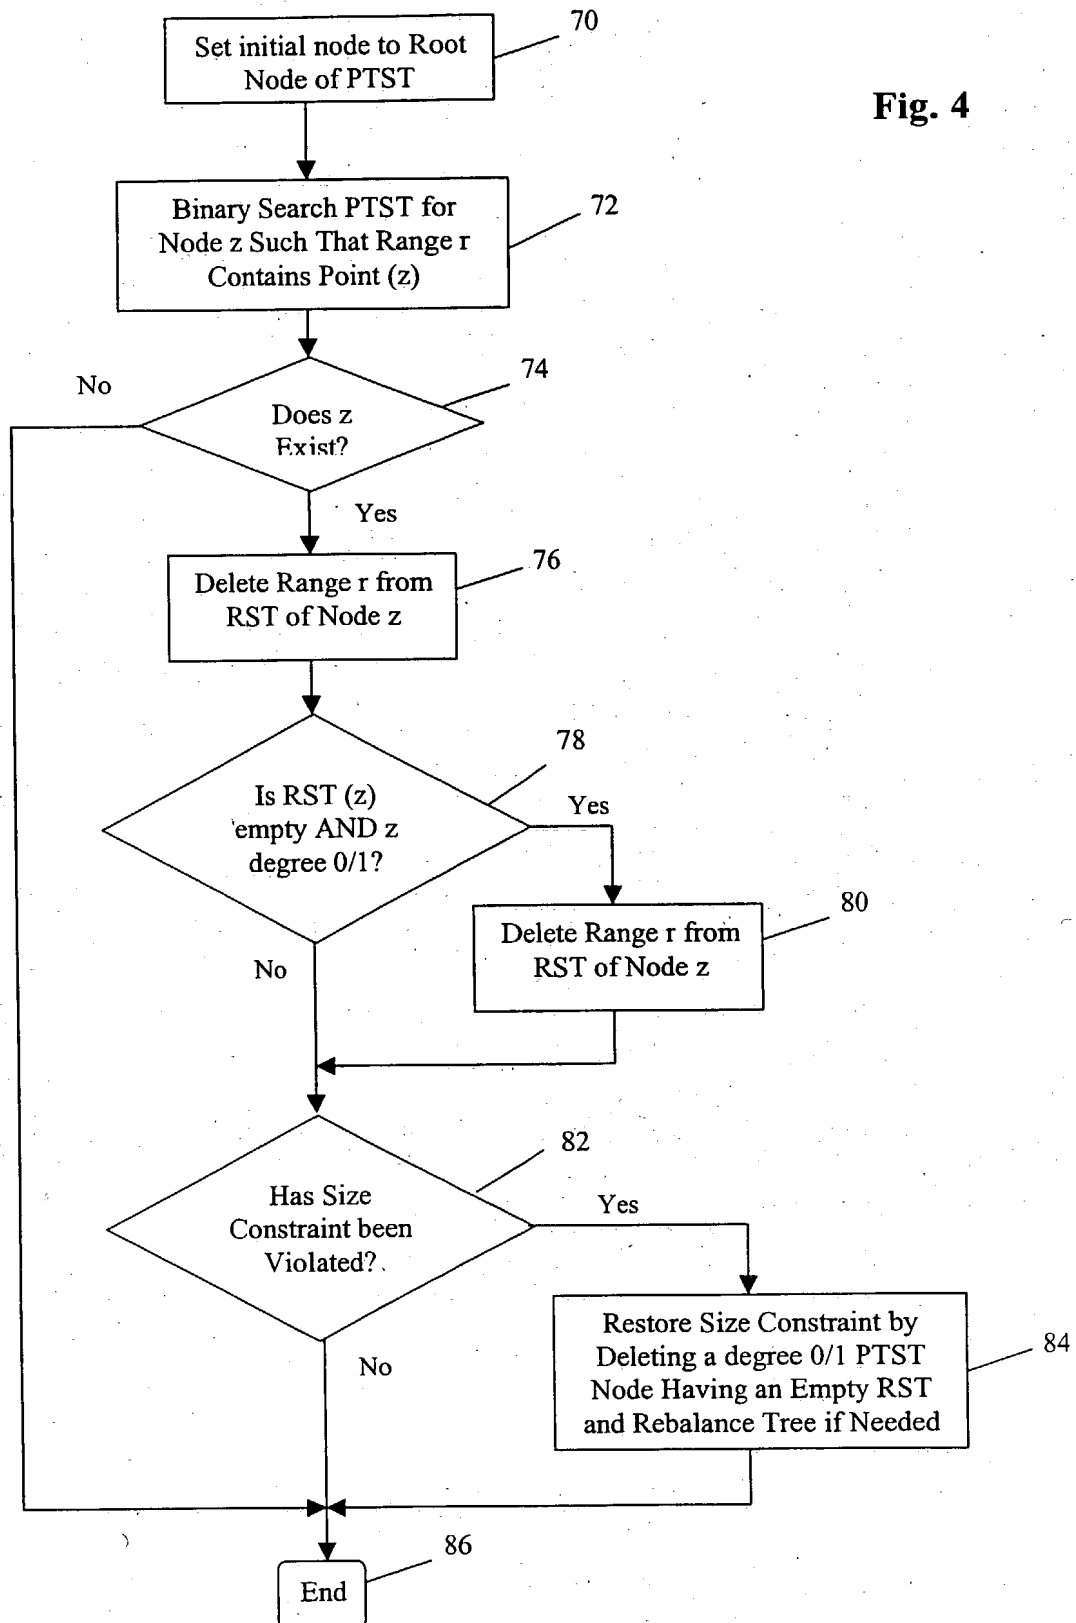 70
Set initial node to Root
Node of PTST
Fig. 4
72
Binary Search PTST for
Node z Such That Range r
Contains Point (z)
74
No
Does z
Exist?
Yes
76
Delete Range r from
RST of Node z
78
Is RST (z)
empty AND z
degree 0/1?
Yes
80
Delete Range r from
RST of Node z
No
82
Has Size
Constraint been
Violated?
Yes
Restore Size Constraint by
Deleting a degree 0/1 PTST
Node Having an Empty RST
and Rebalance Tree if Needed
84
No
86
End